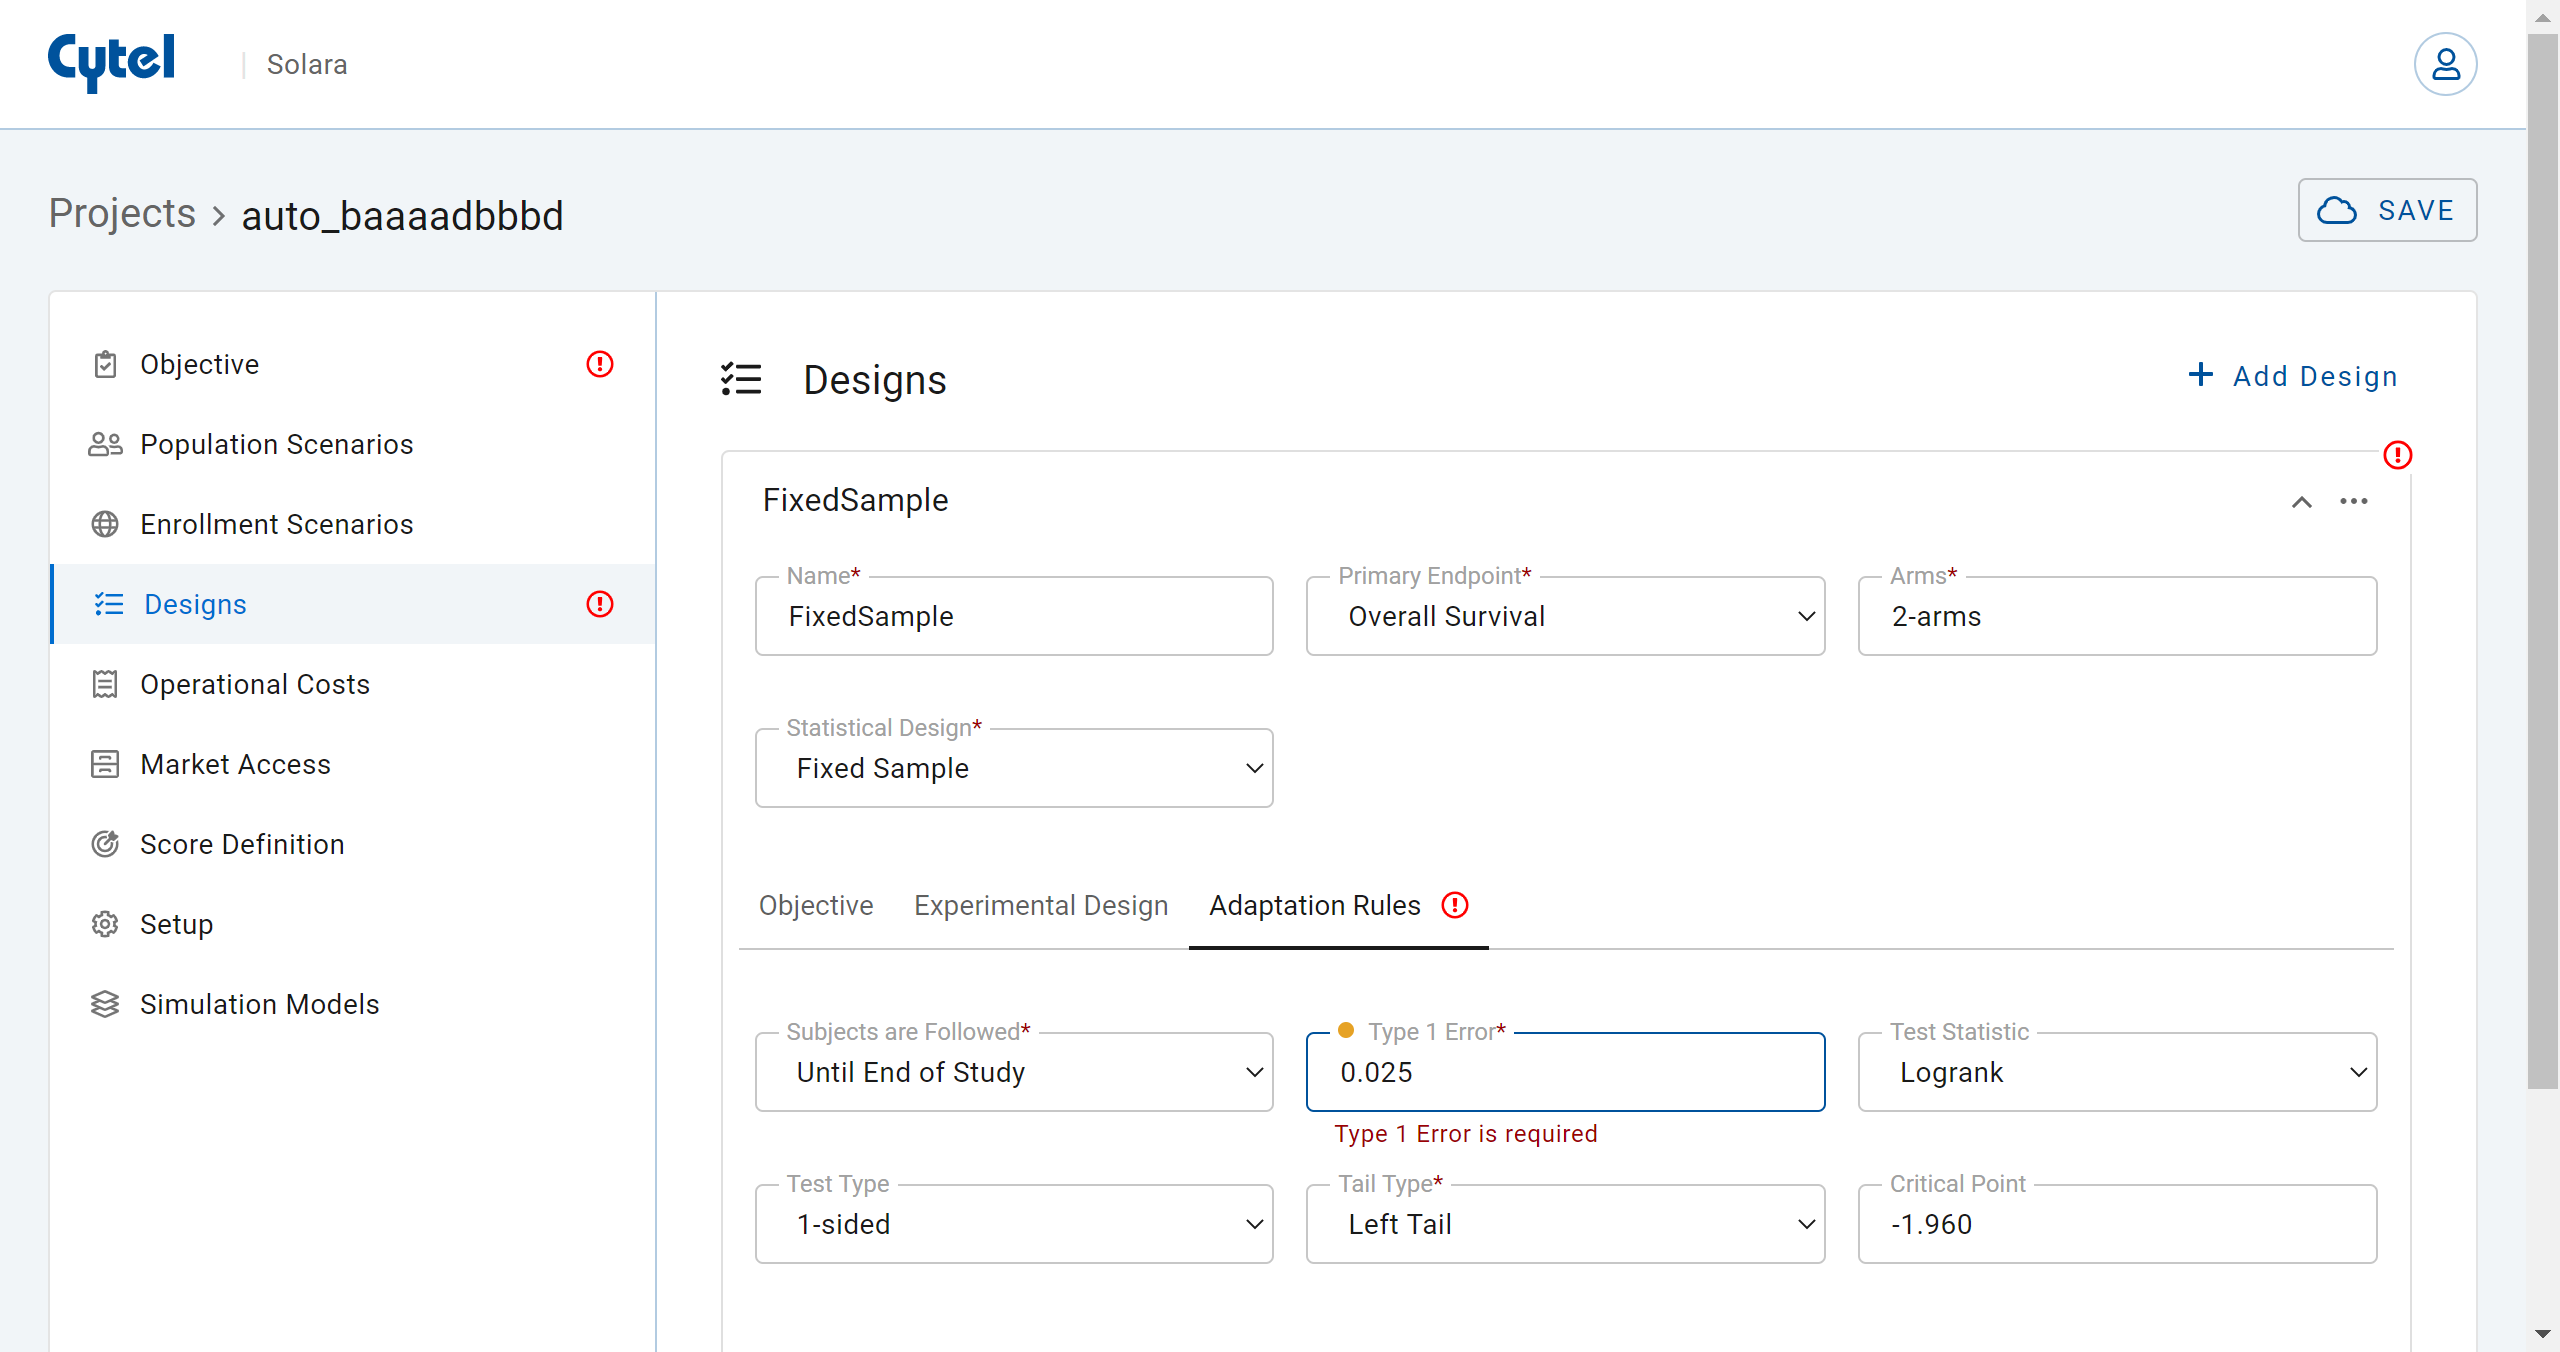 Cytel | Solara
Projects > auto_baaaadbbbd
SAVE
Objective
Population Scenarios
Enrollment Scenarios
Designs
Operational Costs
Market Access
Score Definition
Setup
Simulation Models
Designs
+ Add Design
FixedSample
Name*
FixedSample
Primary Endpoint*
Overall Survival
Arms*
2-arms
Statistical Design*
Fixed Sample
Objective Experimental Design Adaptation Rules
Subjects are Followed*
Until End of Study
Type 1 Error*
0.025
Type 1 Error is required
Test Statistic
Logrank
Test Type
1-sided
Tail Type*
Left Tail
Critical Point
-1.960